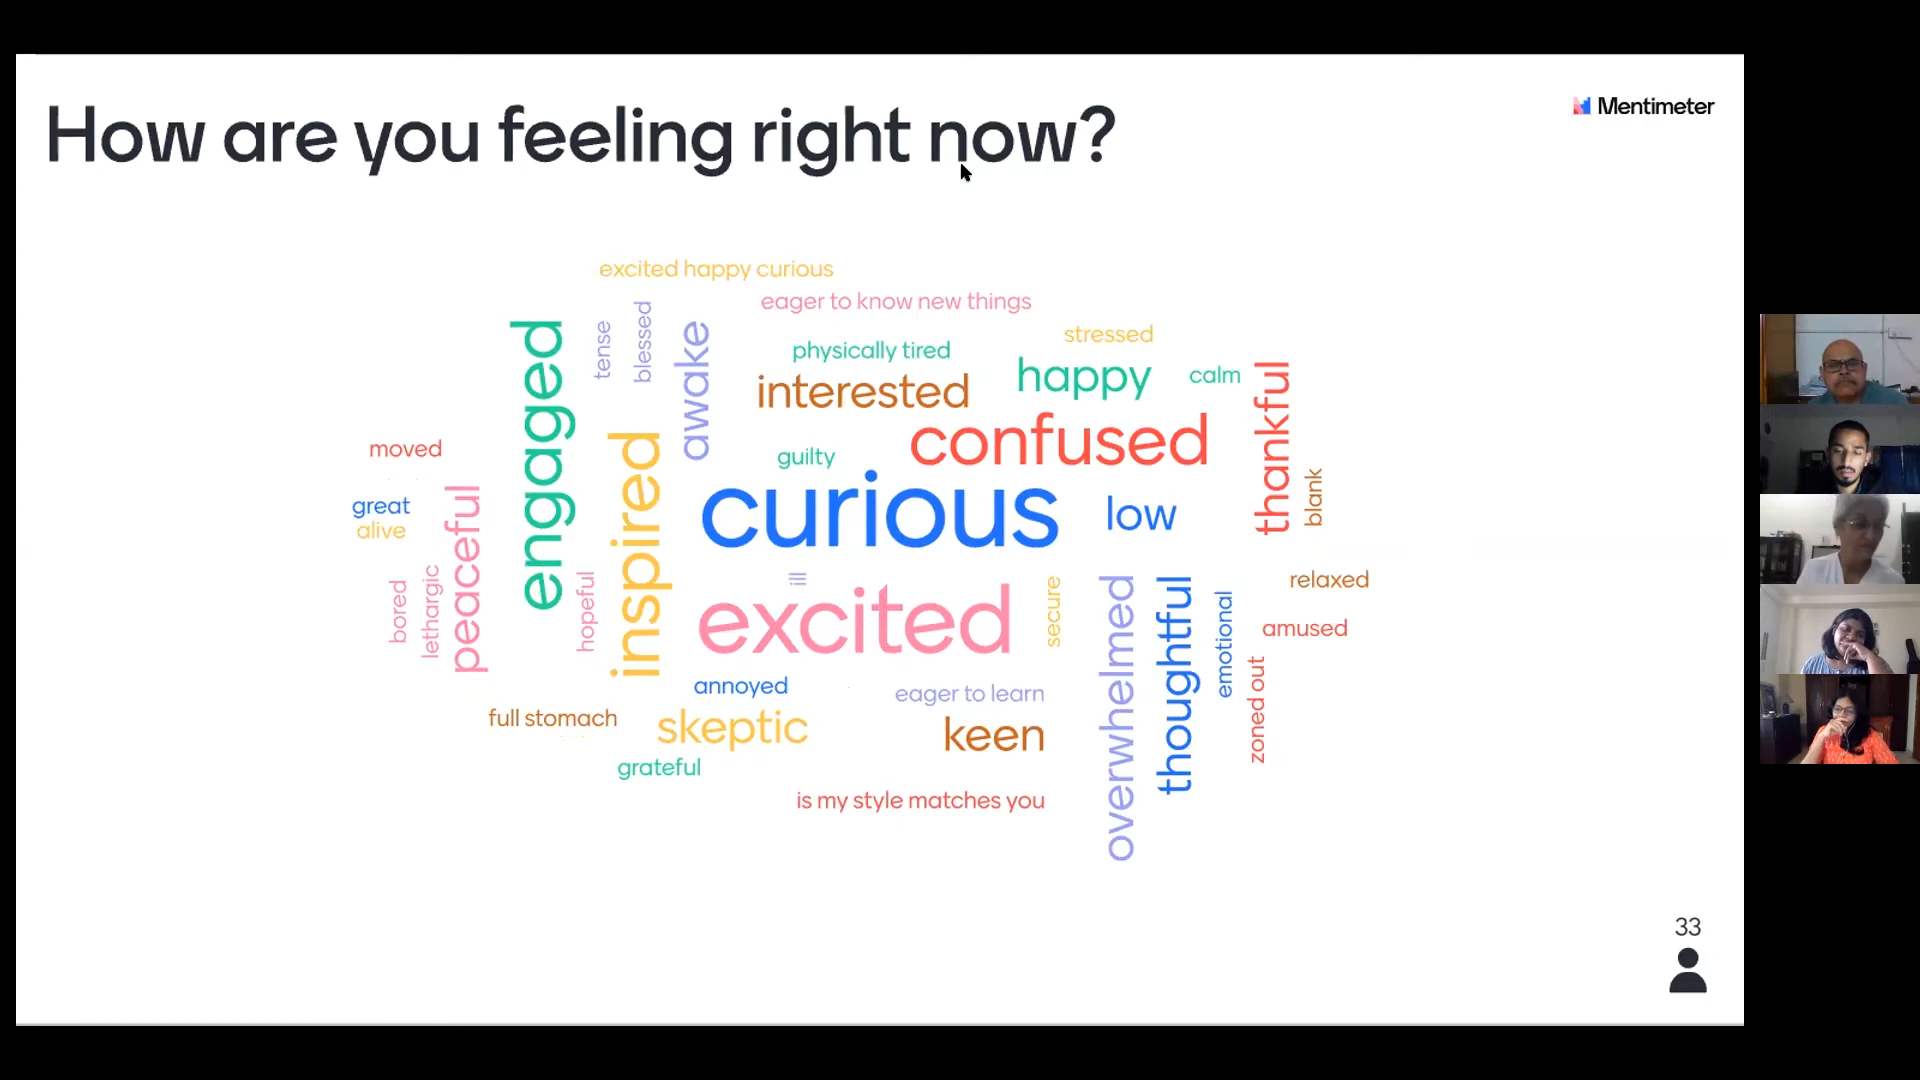 How are you feeling right now?
Mentimeter
excited happy curious
eager to know new things
tense
blessed
awake
engaged
stressed
physically tired
interested
happy
calm
thankful
confused
moved
guilty
inspired
curious
low
blank
great
alive
peaceful
bored
lethargic
hopeful
ill
excited
secure
overwhelmed
thoughtful
emotional
relaxed
amused
zoned out
annoyed
eager to learn
full stomach
skeptic
keen
grateful
is my style matches you
33